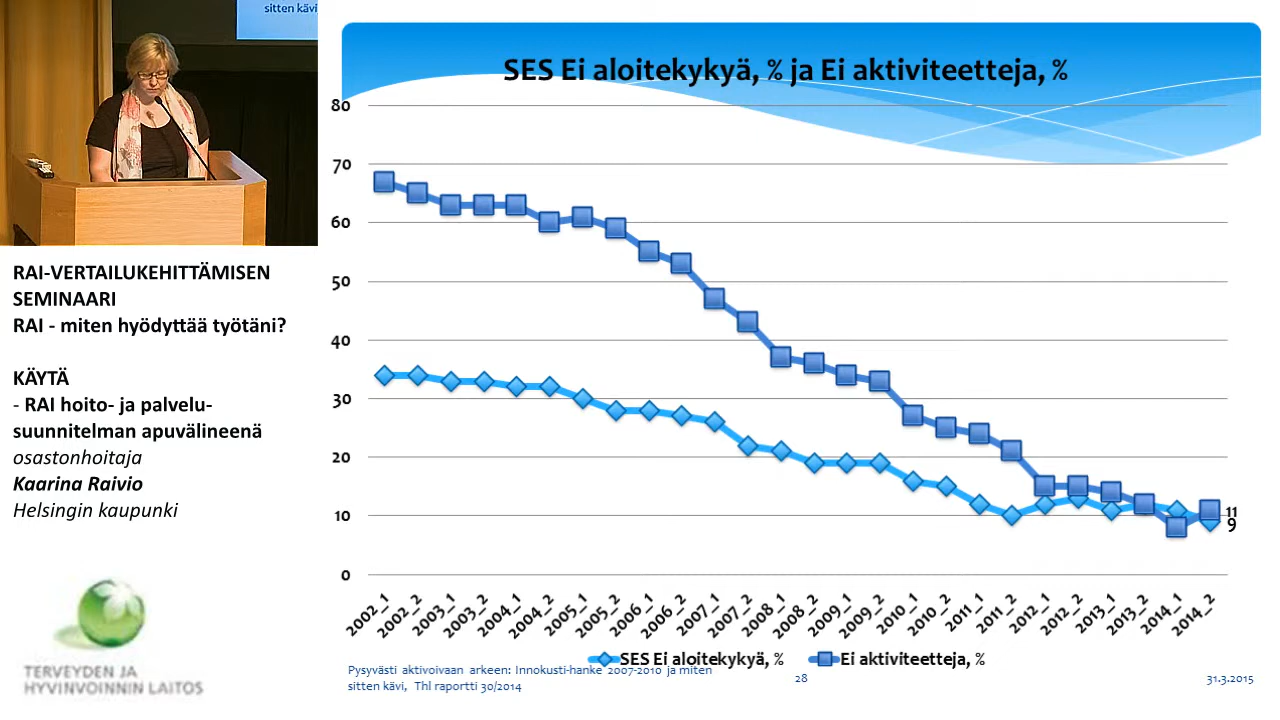 sitten kävi
RAI-VERTAILUKEHITTÄMISEN
SEMINAARI
RAI - miten hyödyttää työtäni?
KÄYTÄ
- RAI hoito- ja palvelu-
suunnitelman apuvälineenä
osastonhoitaja
Kaarina Raivio
Helsingin kaupunki
TERVEYDEN JA
HYVINVOINNIN LAITOS
SES Ei aloitekykyä, % ja Ei aktiviteetteja, %
80
70
60
50
40
30
20
10
0
11
9
2002_1 2002_2 2003_1 2003_2 2004_1 2004_2 2005_1 2005_2 2006_1 2006_2 2007_1 2007_2 2008_1 2008_2 2009_1 2009_2 2010_1 2010_2 2011_1 2011_2 2012_1 2012_2 2013_1 2013_2 2014_1 2014_2
SES Ei aloitekykyä, % Ei aktiviteetteja, %
Pysyvästi aktivoivaan arkeen: Innokusti-hanke 2007-2010 ja miten
sitten kävi, Thl raportti 30/2014
28
31.3.2015